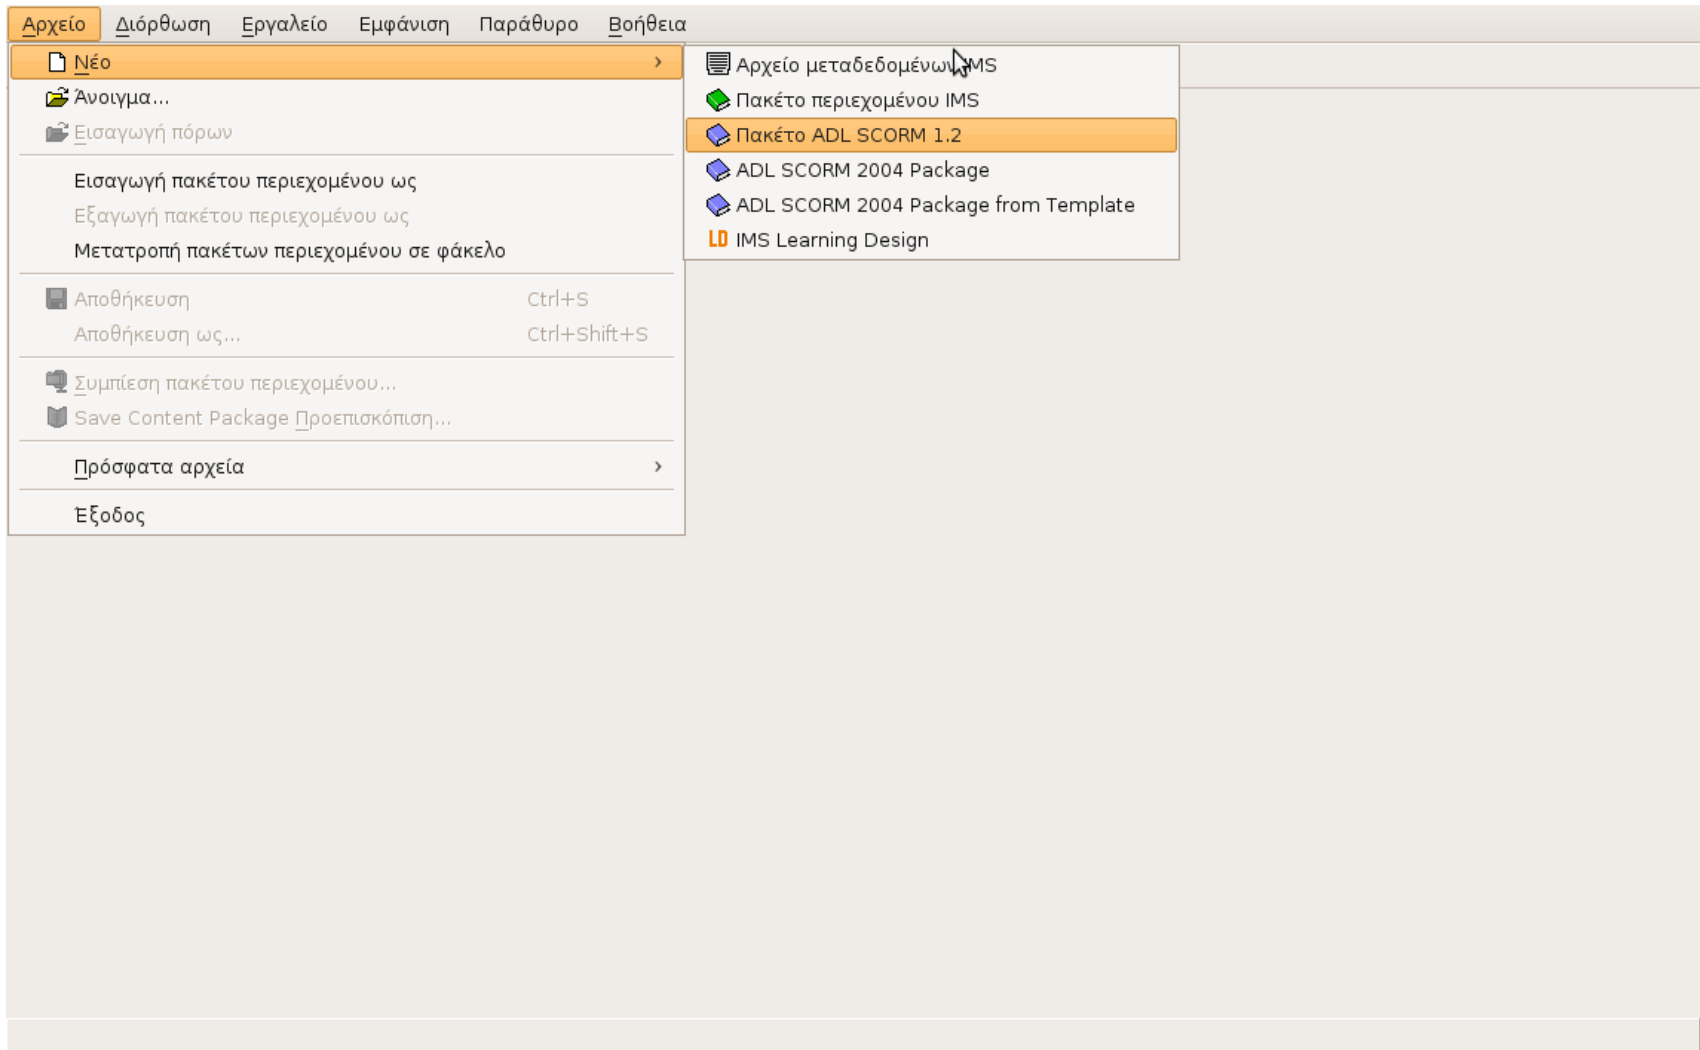 Αρχείο Διόρθωση Εργαλείο Εμφάνιση Παράθυρο Βοήθεια
Νέο
Άνοιγμα...
Εισαγωγή πόρων
Εισαγωγή πακέτου περιεχομένου ως
Εξαγωγή πακέτου περιεχομένου ως
Μετατροπή πακέτων περιεχομένου σε φάκελο
Αποθήκευση Ctrl+S
Αποθήκευση ως... Ctrl+Shift+S
Συμπίεση πακέτου περιεχομένου...
Save Content Package Προεπισκόπιση...
Πρόσφατα αρχεία
Έξοδος
Αρχείο μεταδεδομένων IMS
Πακέτο περιεχομένου IMS
Πακέτο ADL SCORM 1.2
ADL SCORM 2004 Package
ADL SCORM 2004 Package from Template
LD IMS Learning Design